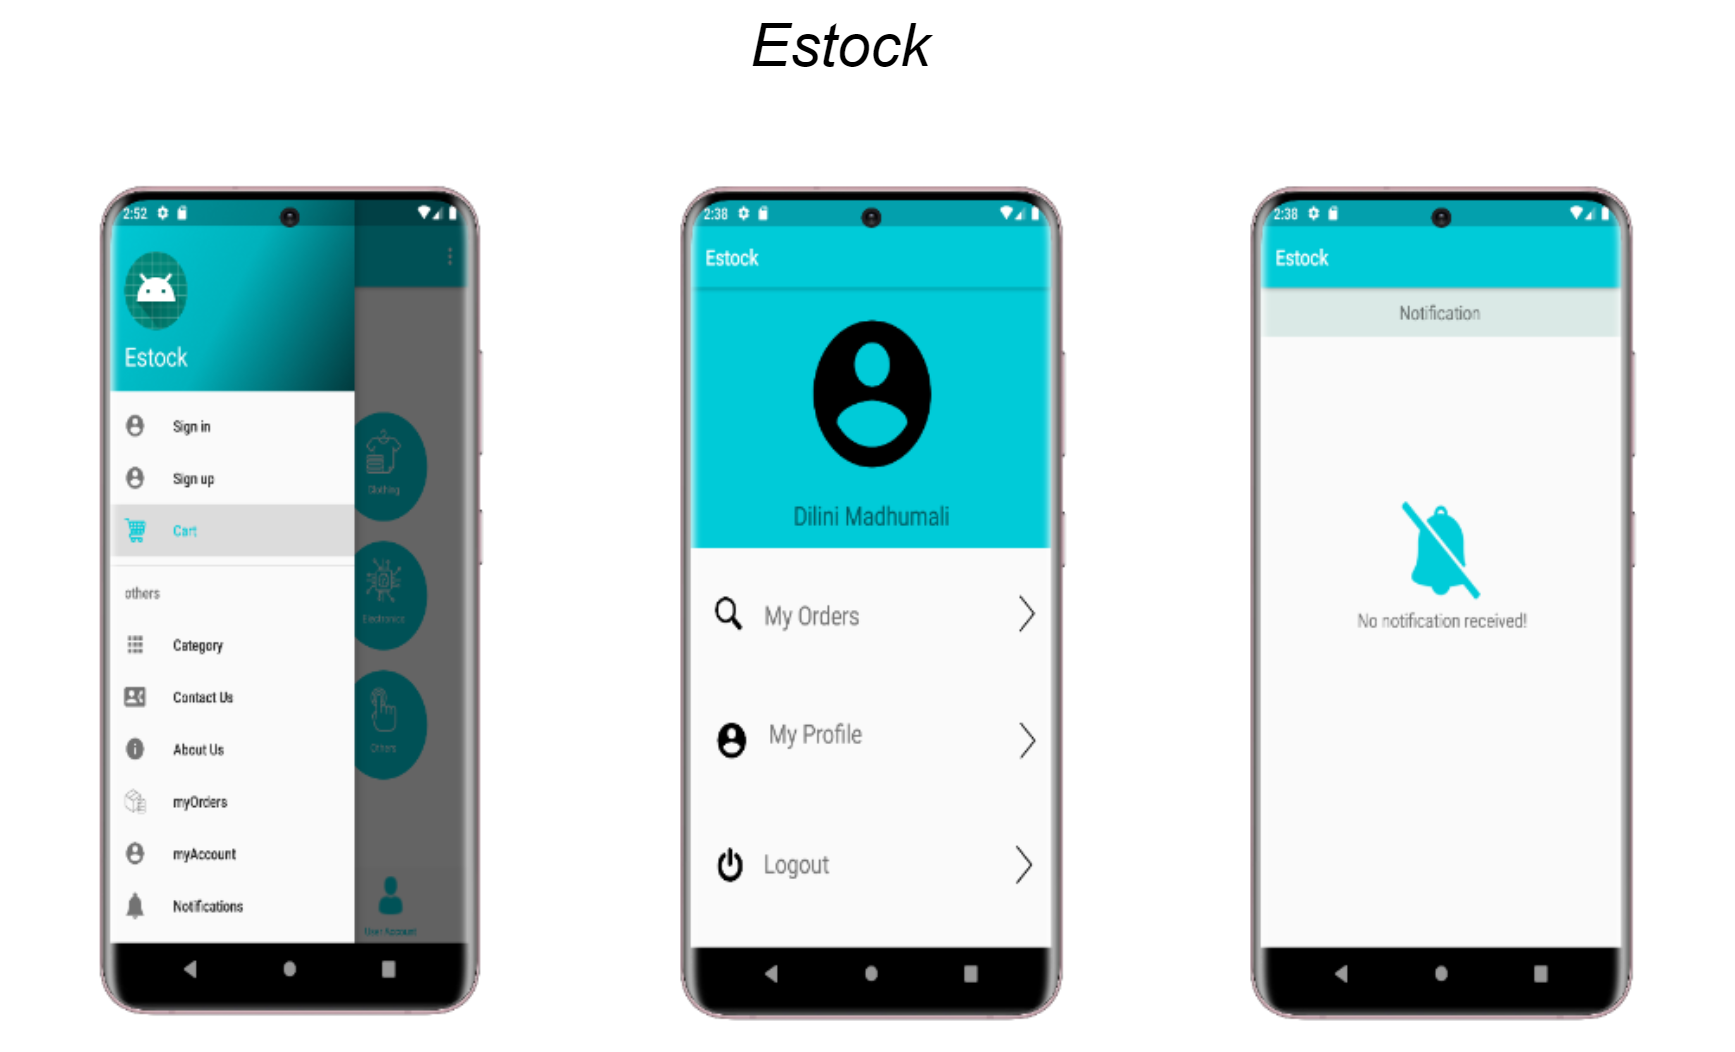 Estock
2:52
Estock
Sign in
Sign up
Cart
others
Category
Contact Us
About Us
myOrders
myAccount
Notifications
Clothing
Electronics
Others
User Account
2:38
Estock
Dilini Madhumali
My Orders
My Profile
Logout
2:38
Estock
Notification
No notification received!